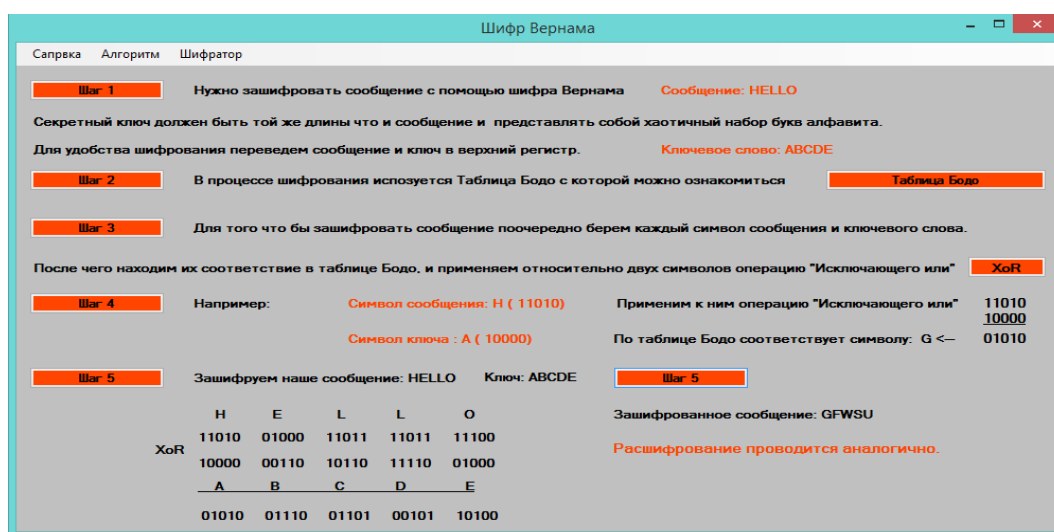 Шифр Вернама
Сапрвка Алгоритм Шифратор
Шаг 1 Нужно зашифровать сообщение с помощью шифра Вернама Сообщение: HELLO
Секретный ключ должен быть той же длины что и сообщение и представлять собой хаотичный набор букв алфавита.
Для удобства шифрования переведем сообщение и ключ в верхний регистр. Ключевое слово: ABCDE
Шаг 2 В процессе шифрования испозуется Таблица Бодо с которой можно ознакомиться Таблица Бодо
Шаг 3 Для того что бы зашифровать сообщение поочередно берем каждый символ сообщения и ключевого слова.
После чего находим их соответствие в таблице Бодо, и применяем относительно двух символов операцию "Исключающего или" XoR
Шаг 4 Например: Символ сообщения: H ( 11010) Применим к ним операцию "Исключающего или" 11010
10000
Символ ключа : A ( 10000) По таблице Бодо соответствует символу: G <-- 01010
Шаг 5 Зашифруем наше сообщение: HELLO Ключ: ABCDE Шаг 5
H E L L O Зашифрованное сообщение: GFWSU
11010 01000 11011 11011 11100
XoR Расшифрование проводится аналогично.
10000 00110 10110 11110 01000
A B C D E
01010 01110 01101 00101 10100